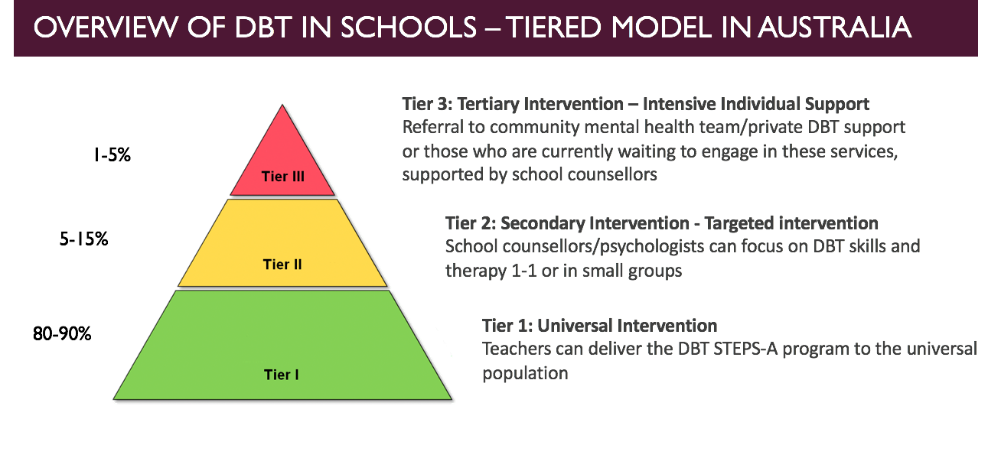 OVERVIEW OF DBT IN SCHOOLS – TIERED MODEL IN AUSTRALIA
1-5%
Tier III
Tier 3: Tertiary Intervention – Intensive Individual Support
Referral to community mental health team/private DBT support
or those who are currently waiting to engage in these services,
supported by school counsellors
5-15%
Tier II
Tier 2: Secondary Intervention - Targeted intervention
School counsellors/psychologists can focus on DBT skills and
therapy 1-1 or in small groups
80-90%
Tier I
Tier 1: Universal Intervention
Teachers can deliver the DBT STEPS-A program to the universal
population